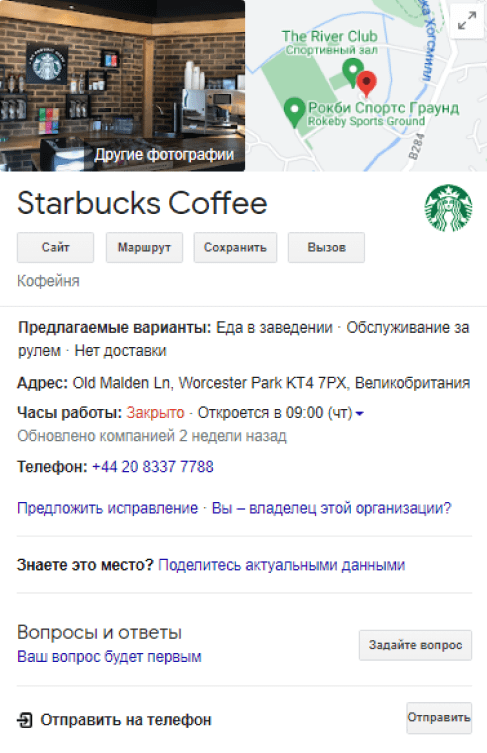 Хогсмилл
The River Club
Спортивный зал
Рокби Спортс Граунд
Rokeby Sports Ground
B284
Другие фотографии
Starbucks Coffee
Сайт
Маршрут
Сохранить
Вызов
Кофейня
Предлагаемые варианты: Еда в заведении · Обслуживание за
рулем · Нет доставки
Адрес: Old Malden Ln, Worcester Park KT4 7PX, Великобритания
Часы работы: Закрыто · Откроется в 09:00 (чт)
Обновлено компанией 2 недели назад
Телефон: +44 20 8337 7788
Предложить исправление · Вы – владелец этой организации?
Знаете это место? Поделитесь актуальными данными
Вопросы и ответы
Ваш вопрос будет первым
Задайте вопрос
Отправить на телефон
Отправить